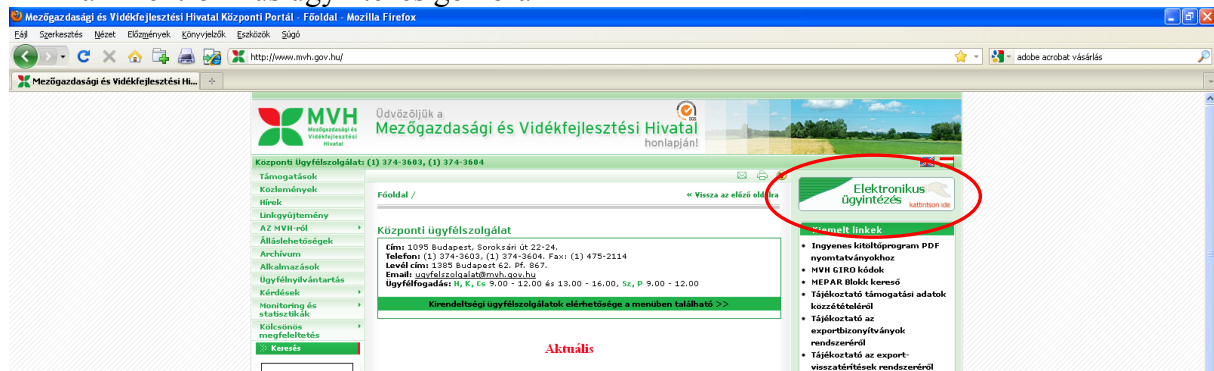 Mezőgazdasági és Vidékfejlesztési Hivatal Központi Portál - Főoldal - Mozilla Firefox
Fájl Szerkesztés Nézet Előzmények Könyvjelzők Eszközök Súgó
http://www.mvh.gov.hu/
adobe acrobat vásárlás
Mezőgazdasági és Vidékfejlesztési Hi...
MVH
Mezőgazdasági és
Vidékfejlesztési
Hivatal
Üdvözöljük a
Mezőgazdasági és Vidékfejlesztési Hivatal
honlapján!
Központi Ügyfélszolgálat: (1) 374-3603, (1) 374-3604
Támogatások
Közlemények
Hírek
Linkgyűjtemény
AZ MVH-ról
Álláslehetőségek
Archívum
Alkalmazások
Ügyfélnyilvántartás
Kérdések
Monitoring és
statisztikák
Kölcsönös
megfeleltetés
Keresés
Főoldal /
« Vissza az előző oldalra
Központi ügyfélszolgálat
Cím: 1095 Budapest, Soroksári út 22-24.
Telefon: (1) 374-3603, (1) 374-3604. Fax: (1) 475-2114
Levél cím: 1385 Budapest 62. Pf. 867.
Email: ugyfelszolgalat@mvh.gov.hu
Ügyfélfogadás: H, K, Cs 9.00 - 12.00 és 13.00 - 16.00, Sz, P 9.00 - 12.00
Kirendeltségi ügyfélszolgálatok elérhetősége a menüben található >>
Aktuális
Elektronikus
ügyintézés
kattintson ide
Kiemelt linkek
• Ingyenes kitöltőprogram PDF
nyomtatványokhoz
• MVH GIRO kódok
• MEPAR Blokk kereső
• Tájékoztató támogatási adatok
közzétételéről
• Tájékoztató az
exportbizonyítványok
rendszeréről
• Tájékoztató az export-
visszatérítések rendszeréről